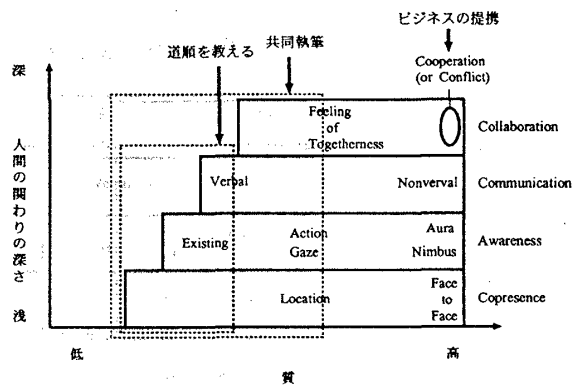 ビジネスの提携
共同執筆
道順を教える
Cooperation
(or Conflict)
深
人間の関わりの深さ
浅
Feeling
of
Togetherness
Collaboration
Verbal
Nonverval
Communication
Existing
Action
Gaze
Aura
Nimbus
Awareness
Location
Face
to
Face
Copresence
低
高
質